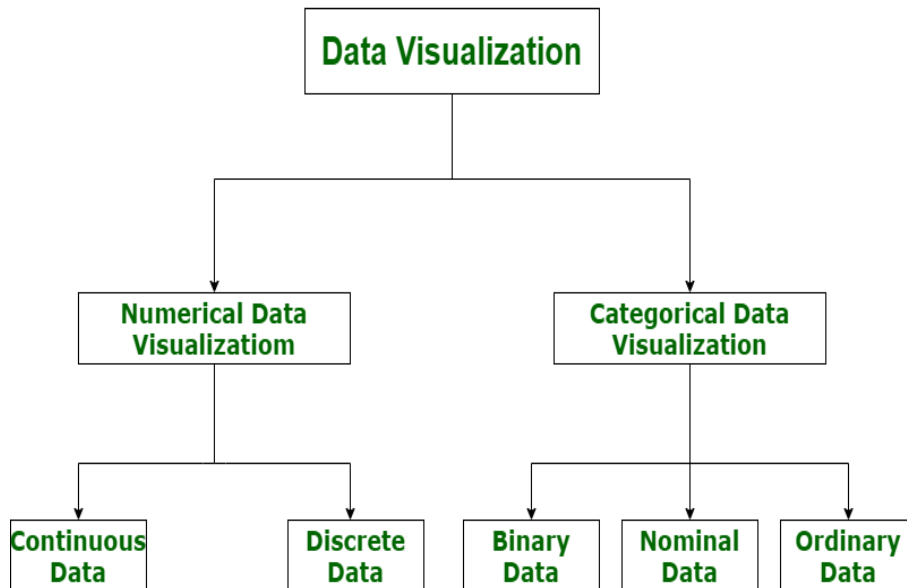 Data Visualization
Numerical Data
Visualizatiom
Categorical Data
Visualization
Continuous
Data
Discrete
Data
Binary
Data
Nominal
Data
Ordinary
Data